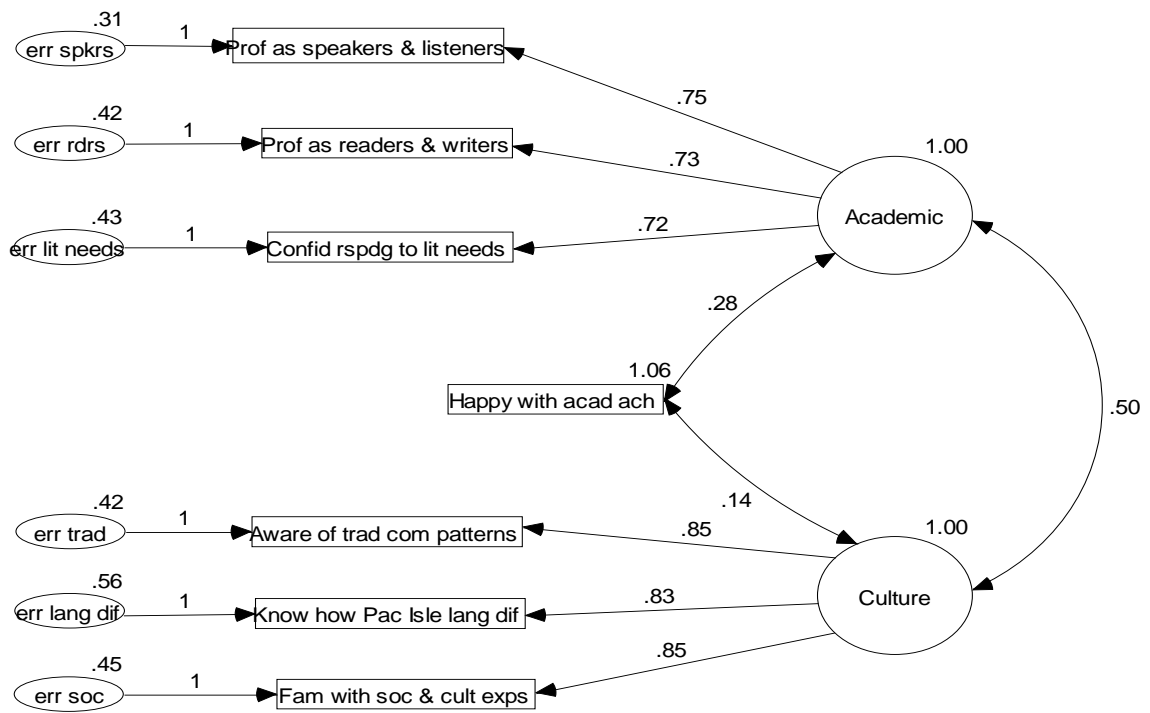 .31
err spkrs
1
Prof as speakers & listeners
.75
.42
err rdrs
1
Prof as readers & writers
.73
1.00
Academic
.43
err lit needs
1
Confid rspdg to lit needs
.72
.28
1.06
Happy with acad ach
.50
.14
.42
err trad
1
Aware of trad com patterns
.85
1.00
Culture
.56
err lang dif
1
Know how Pac Isle lang dif
.83
.45
err soc
1
Fam with soc & cult exps
.85